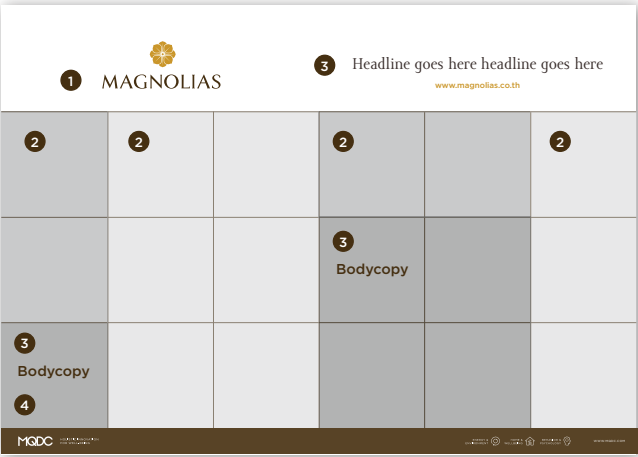 1
MAGNOLIAS
3
Headline goes here headline goes here
www.magnolias.co.th
2
2
2
2
3
Bodycopy
3
Bodycopy
4
MQDC
www.mqdc.com